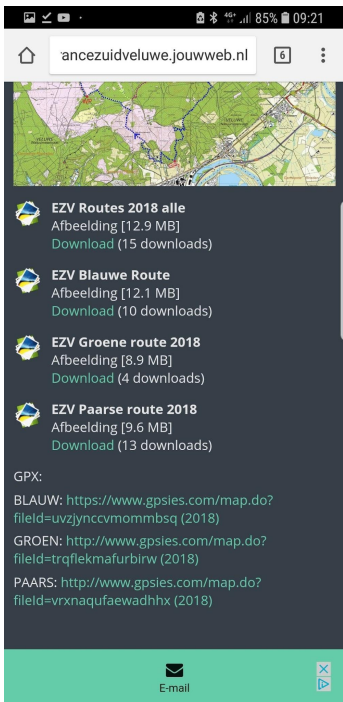 4G+ 85% 09:21
ancezuidveluwe.jouwweb.nl 6
EZV Routes 2018 alle
Afbeelding [12.9 MB]
Download (15 downloads)
EZV Blauwe Route
Afbeelding [12.1 MB]
Download (10 downloads)
EZV Groene route 2018
Afbeelding [8.9 MB]
Download (4 downloads)
EZV Paarse route 2018
Afbeelding [9.6 MB]
Download (13 downloads)
GPX:
BLAUW: https://www.gpsies.com/map.do?
fileId=uvzjynccvmommbsq (2018)
GROEN: http://www.gpsies.com/map.do?
fileId=trqflekmafurbirw (2018)
PAARS: http://www.gpsies.com/map.do?
fileId=vrxnaqufaewadhhx (2018)
E-mail